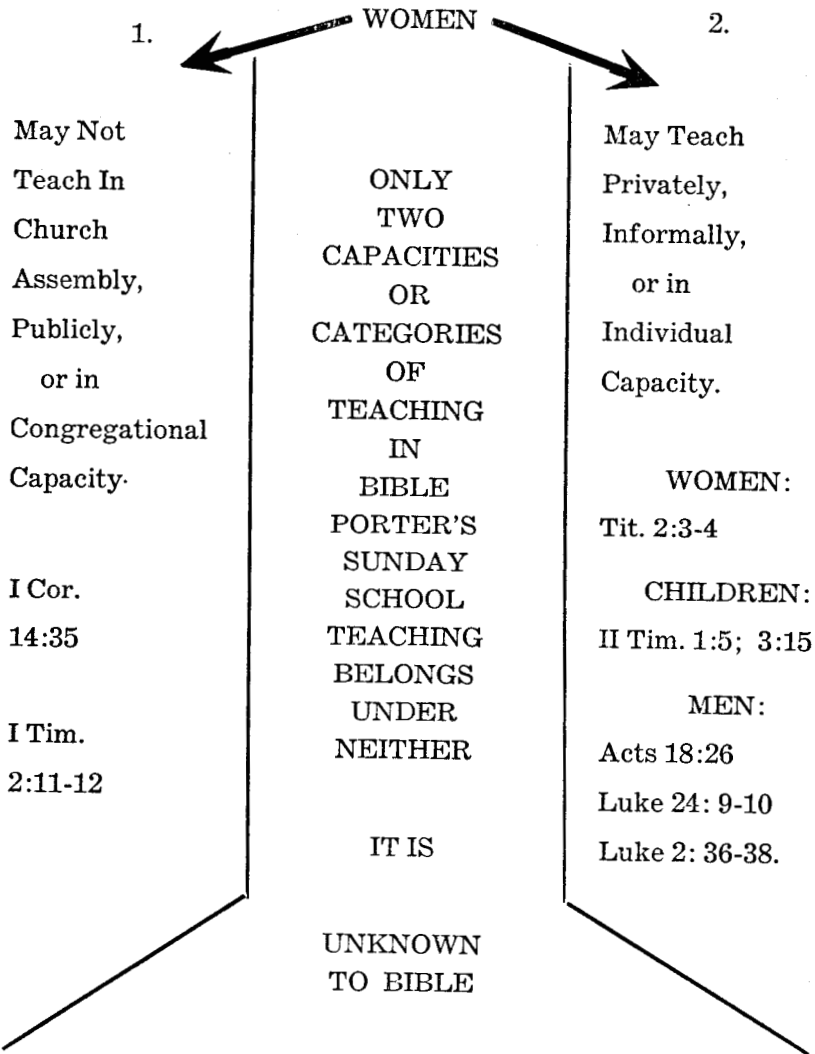 WOMEN
1.
May Not
Teach In
Church
Assembly,
Publicly,
or in
Congregational
Capacity.
I Cor.
14:35
I Tim.
2:11-12
ONLY
TWO
CAPACITIES
OR
CATEGORIES
OF
TEACHING
IN
BIBLE
PORTER'S
SUNDAY
SCHOOL
TEACHING
BELONGS
UNDER
NEITHER
IT IS
UNKNOWN
TO BIBLE
2.
May Teach
Privately,
Informally,
or in
Individual
Capacity.
WOMEN:
Tit. 2:3-4
CHILDREN:
II Tim. 1:5; 3:15
MEN:
Acts 18:26
Luke 24: 9-10
Luke 2: 36-38.